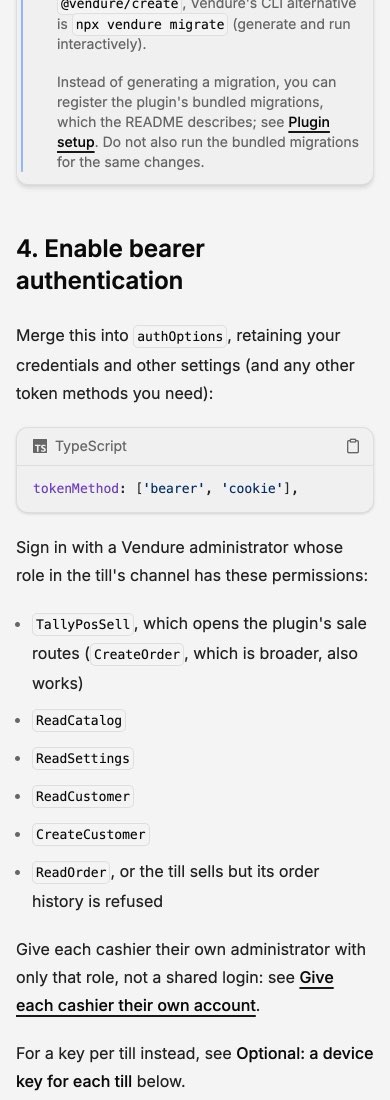 @vendure/create, Vendure's CLI alternative
is npx vendure migrate (generate and run
interactively).
Instead of generating a migration, you can
register the plugin's bundled migrations,
which the README describes; see Plugin
setup. Do not also run the bundled migrations
for the same changes.
4. Enable bearer
authentication
Merge this into authOptions, retaining your
credentials and other settings (and any other
token methods you need):
TS TypeScript
tokenMethod: ['bearer', 'cookie'],
Sign in with a Vendure administrator whose
role in the till's channel has these permissions:
• TallyPosSell, which opens the plugin's sale
routes (CreateOrder, which is broader, also
works)
• ReadCatalog
• ReadSettings
• ReadCustomer
• CreateCustomer
• ReadOrder, or the till sells but its order
history is refused
Give each cashier their own administrator with
only that role, not a shared login: see Give
each cashier their own account.
For a key per till instead, see Optional: a device
key for each till below.